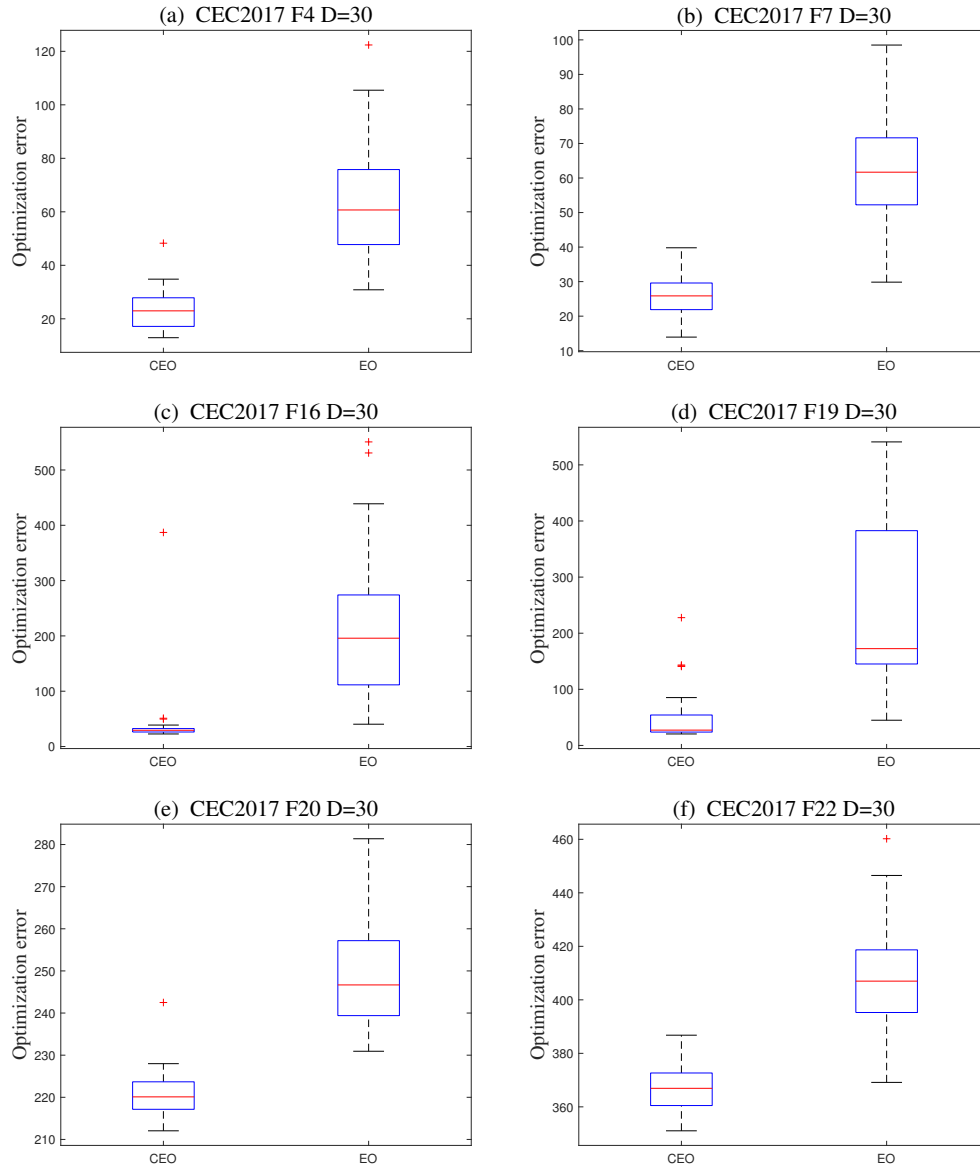 (a) CEC2017 F4 D=30
120
100
80
60
40
20
Optimization error
CEO
EO
(b) CEC2017 F7 D=30
100
90
80
70
60
50
40
30
20
10
Optimization error
CEO
EO
(c) CEC2017 F16 D=30
500
400
300
200
100
0
Optimization error
CEO
EO
(d) CEC2017 F19 D=30
500
400
300
200
100
0
Optimization error
CEO
EO
(e) CEC2017 F20 D=30
280
270
260
250
240
230
220
210
Optimization error
CEO
EO
(f) CEC2017 F22 D=30
460
440
420
400
380
360
Optimization error
CEO
EO